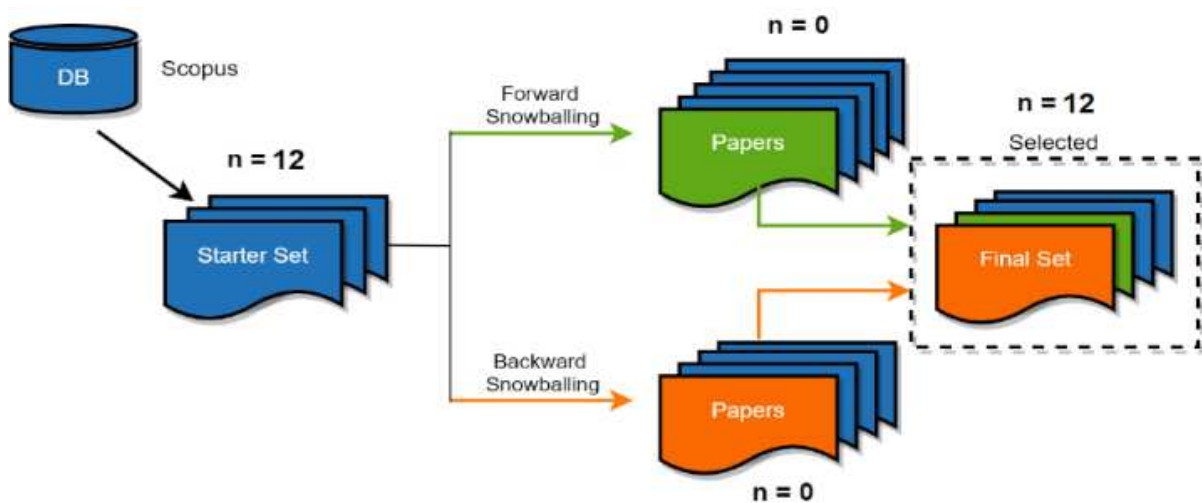 DB
Scopus
n = 12
Starter Set
Forward
Snowballing
n = 0
Papers
Backward
Snowballing
Papers
n = 0
n = 12
Selected
Final Set